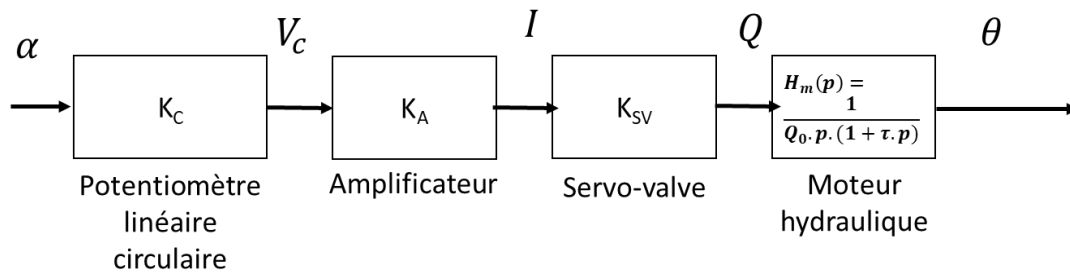 α
V_c
I
Q
θ
K_C
K_A
K_SV
H_m(p) =
1
Q_0.p.(1 + τ.p)
Potentiomètre
linéaire
circulaire
Amplificateur
Servo-valve
Moteur
hydraulique